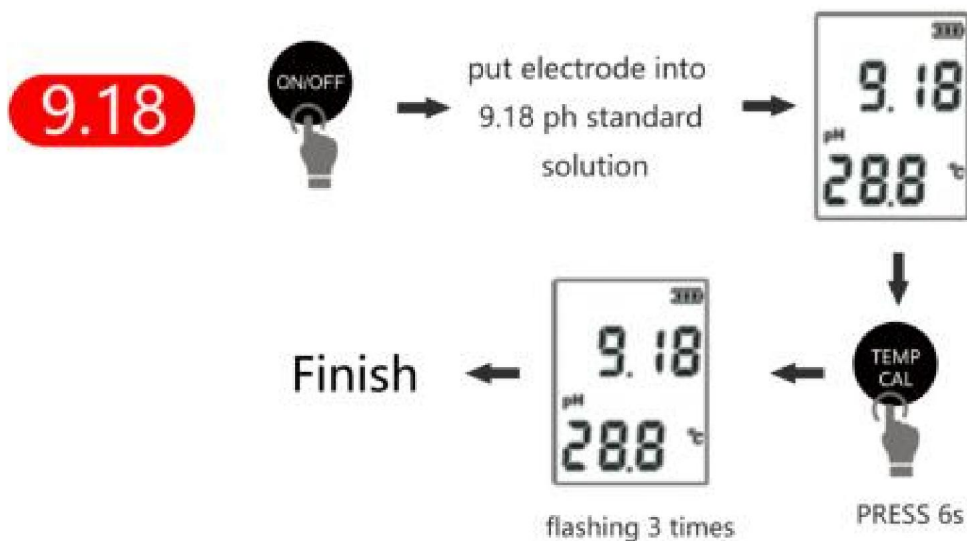 9.18
ON/OFF
put electrode into
9.18 ph standard
solution
9.18
pH
28.8 °C
TEMP
CAL
PRESS 6s
9.18
pH
28.8 °C
flashing 3 times
Finish